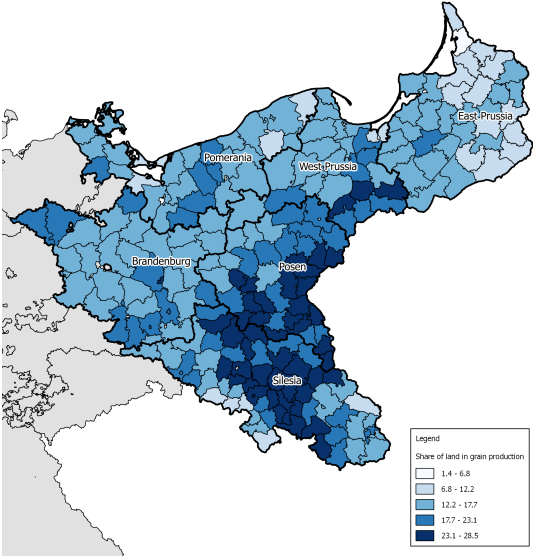 East Prussia
Pomerania
West Prussia
Brandenburg
Posen
Silesia
Legend
Share of land in grain production
1.4 - 6.8
6.8 - 12.2
12.2 - 17.7
17.7 - 23.1
23.1 - 28.5